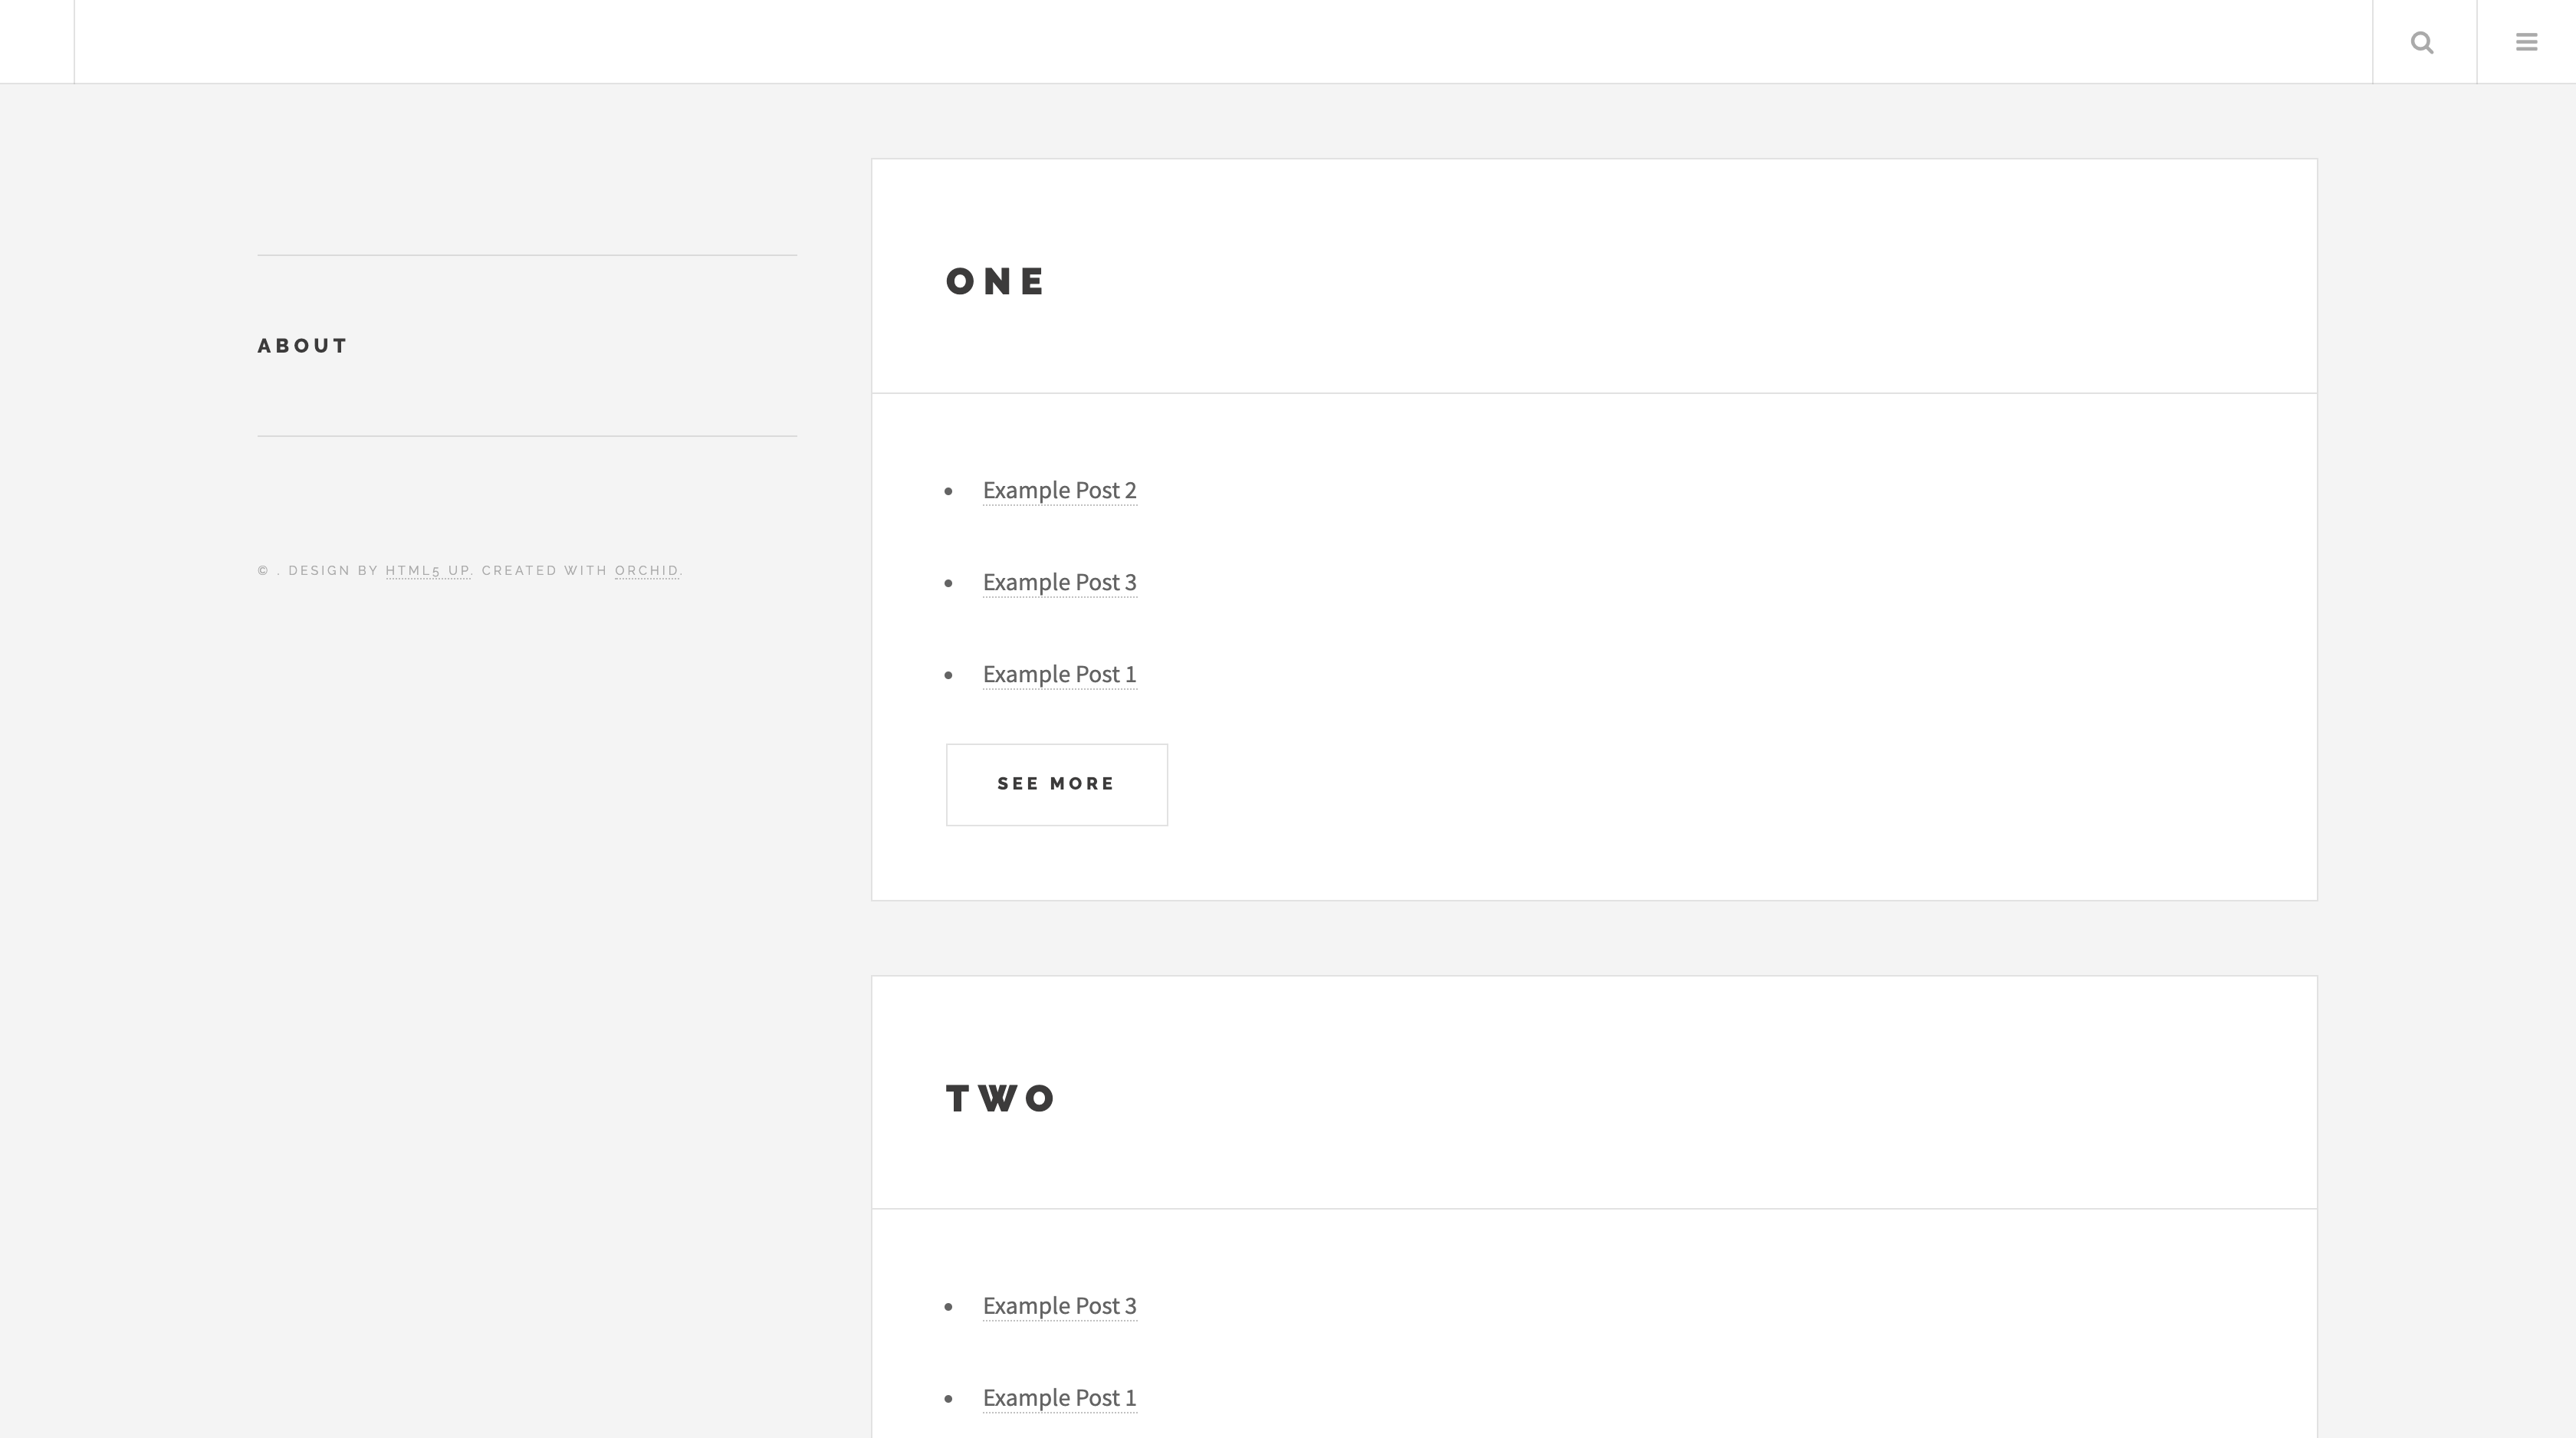 ABOUT
© . DESIGN BY HTML5 UP. CREATED WITH ORCHID.
ONE
Example Post 2
Example Post 3
Example Post 1
SEE MORE
TWO
Example Post 3
Example Post 1